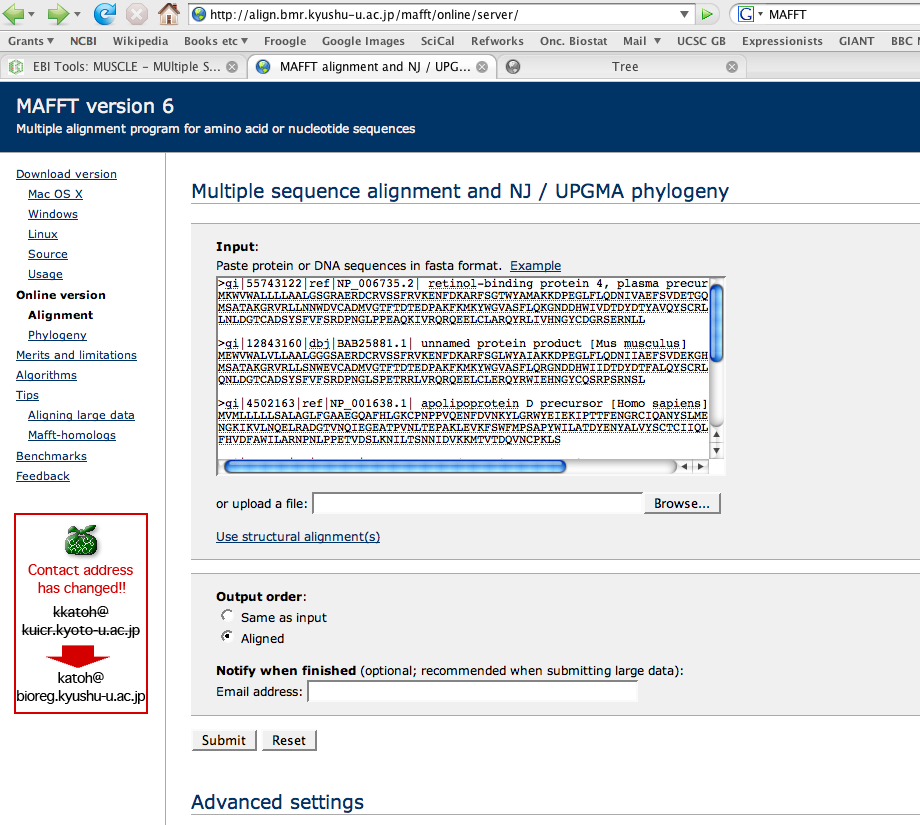 http://align.bmr.kyushu-u.ac.jp/mafft/online/server/
G MAFFT
Grants NCBI Wikipedia Books etc Froogle Google Images SciCal Refworks Onc. Biostat Mail UCSC GB Expressionists GIANT BBC
EBI Tools: MUSCLE – MUltiple S... MAFFT alignment and NJ / UPG... Tree
MAFFT version 6
Multiple alignment program for amino acid or nucleotide sequences
Download version
Mac OS X
Windows
Linux
Source
Usage
Online version
Alignment
Phylogeny
Merits and limitations
Algorithms
Tips
Aligning large data
Mafft-homologs
Benchmarks
Feedback
Contact address
has changed!!
kkatoh@
kuicr.kyoto-u.ac.jp
katoh@
bioreg.kyushu-u.ac.jp
Multiple sequence alignment and NJ / UPGMA phylogeny
Input:
Paste protein or DNA sequences in fasta format. Example
>gi|55743122|ref|NP_006735.2| retinol-binding protein 4, plasma precur
MKWVWALLLLAALGSGRAERDCRVSSFRVKENFDKARFSGTWYAMAKKDPEGLFLQDNIVAEFSVDETGQ
MSATAKGRVRLLNNWDVCADMVGTFTDTEDPAKFKMKYWGVASFLQKGNDDHWIVDTDYDTYAVQYSCRL
LNLDGTCADSYSFVFSRDPNGLPPEAQKIVRQRQEELCLARQYRLIVHNGYCDGRSERNLL
>gi|12843160|dbj|BAB25881.1| unnamed protein product [Mus musculus]
MEWVWALVLLAALGGGSAERDCRVSSFRVKENFDKARFSGLWYAIAKKDPEGLFLQDNIIAEFSVDEKGH
MSATAKGRVRLLSNWEVCADMVGTFTDTEDPAKFKMKYWGVASFLQRGNDDHWIIDTDYDTFALQYSCRL
QNLDGTCADSYSFVFSRDPNGLSPETRRLVRQRQEELCLERQYRWIEHNGYCQSRPSRNSL
>gi|4502163|ref|NP_001638.1| apolipoprotein D precursor [Homo sapiens]
MVMLLLLLSALAGLFGAAEGQAFHLGKCPNPPVQENFDVNKYLGRWYEIEKIPTTFENGRCIQANYSLME
NGKIKVLNQELRADGTVNQIEGEATPVNLTEPAKLEVKFSWFMPSAPYWILATDYENYALVYSCTCIIQL
FHVDFAWILARNPNLPPETVDSLKNILTSNNIDVKKMTVTDQVNCPKLS
or upload a file: Browse...
Use structural alignment(s)
Output order:
Same as input
Aligned
Notify when finished (optional; recommended when submitting large data):
Email address:
Submit Reset
Advanced settings